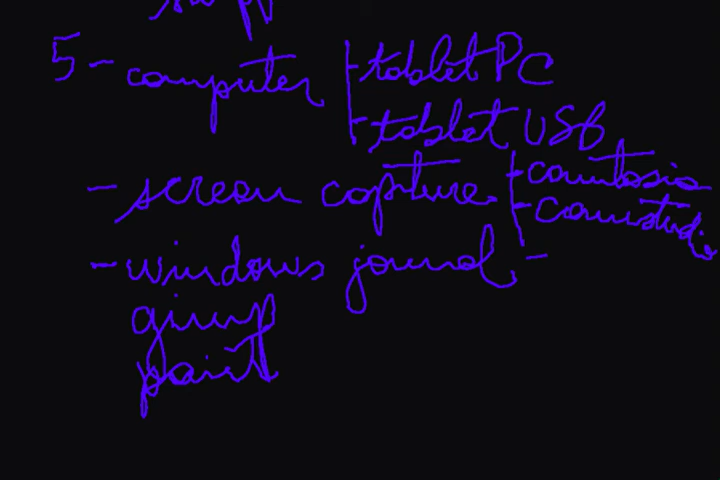 5 - computer - tablet PC
- tablet USB
- screen capture - camtasia
- camstudio
- windows journal -
gimp
paint